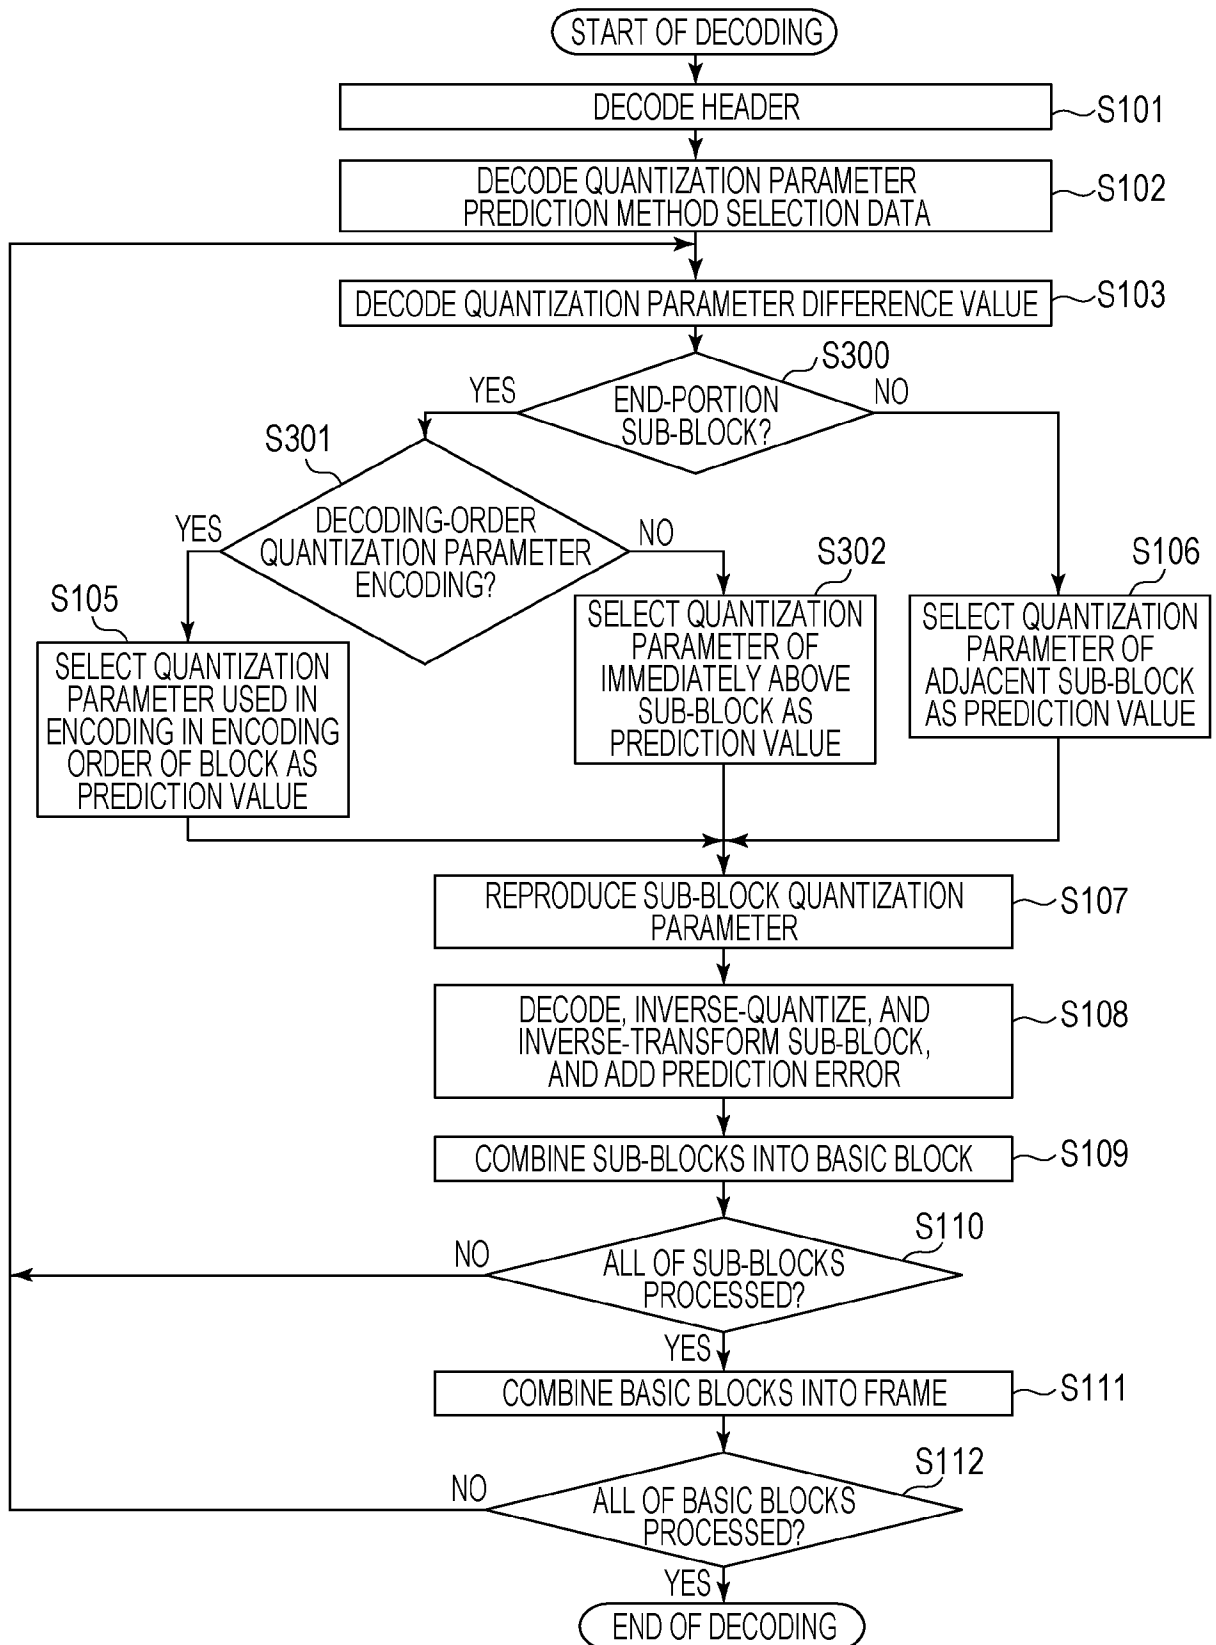 START OF DECODING
DECODE HEADER
S101
DECODE QUANTIZATION PARAMETER
PREDICTION METHOD SELECTION DATA
S102
DECODE QUANTIZATION PARAMETER DIFFERENCE VALUE
S103
S300
END-PORTION
SUB-BLOCK?
YES
NO
S301
DECODING-ORDER
QUANTIZATION PARAMETER
ENCODING?
YES
NO
S105
SELECT QUANTIZATION
PARAMETER USED IN
ENCODING IN ENCODING
ORDER OF BLOCK AS
PREDICTION VALUE
S302
SELECT QUANTIZATION
PARAMETER OF
IMMEDIATELY ABOVE
SUB-BLOCK AS
PREDICTION VALUE
S106
SELECT QUANTIZATION
PARAMETER OF
ADJACENT SUB-BLOCK
AS PREDICTION VALUE
REPRODUCE SUB-BLOCK QUANTIZATION
PARAMETER
S107
DECODE, INVERSE-QUANTIZE, AND
INVERSE-TRANSFORM SUB-BLOCK,
AND ADD PREDICTION ERROR
S108
COMBINE SUB-BLOCKS INTO BASIC BLOCK
S109
S110
NO
ALL OF SUB-BLOCKS
PROCESSED?
YES
COMBINE BASIC BLOCKS INTO FRAME
S111
S112
NO
ALL OF BASIC BLOCKS
PROCESSED?
YES
END OF DECODING